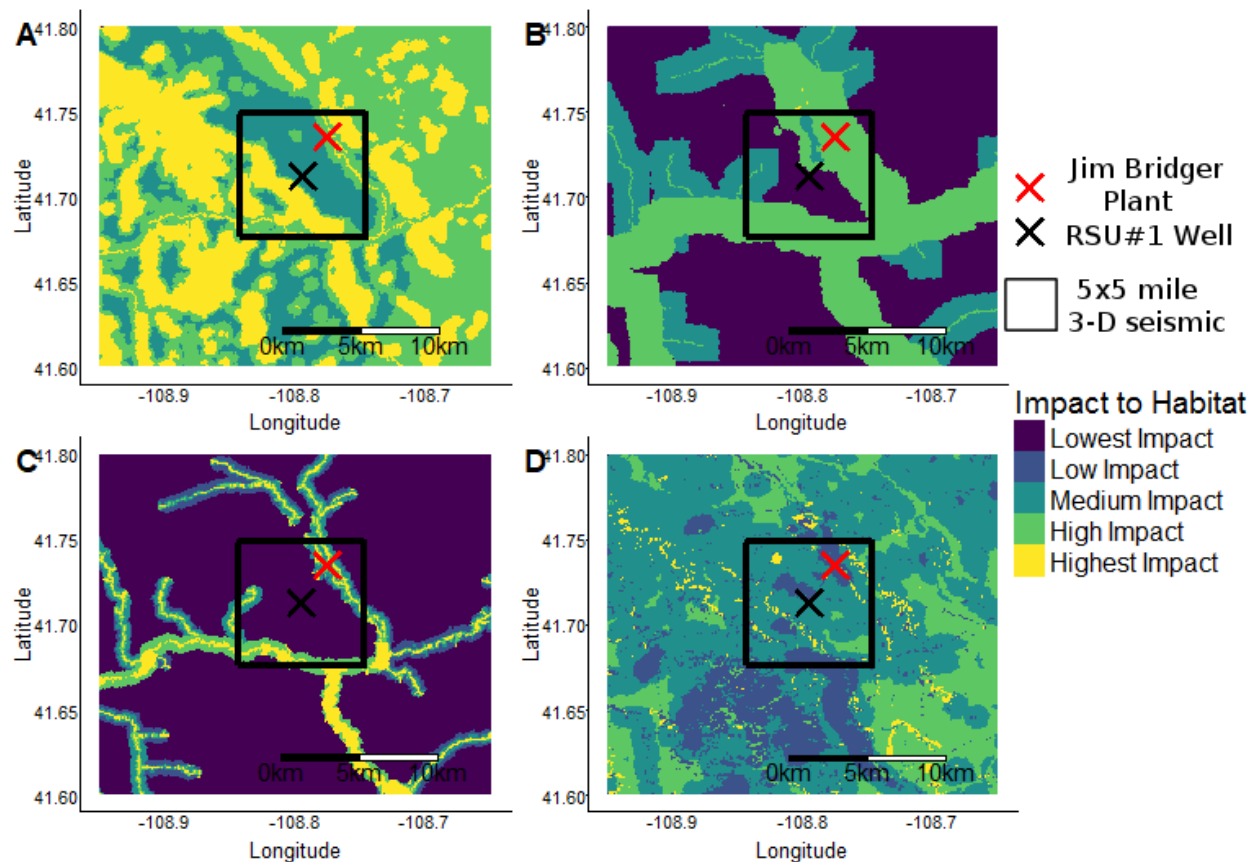 A
41.80
41.75
41.70
41.65
41.60
Latitude
0km 5km 10km
-108.9 -108.8 -108.7
Longitude
B
41.80
41.75
41.70
41.65
41.60
Latitude
0km 5km 10km
-108.9 -108.8 -108.7
Longitude
Jim Bridger
Plant
RSU#1 Well
5x5 mile
3-D seismic
Impact to Habitat
Lowest Impact
Low Impact
Medium Impact
High Impact
Highest Impact
C
41.80
41.75
41.70
41.65
41.60
Latitude
0km 5km 10km
-108.9 -108.8 -108.7
Longitude
D
41.80
41.75
41.70
41.65
41.60
Latitude
0km 5km 10km
-108.9 -108.8 -108.7
Longitude